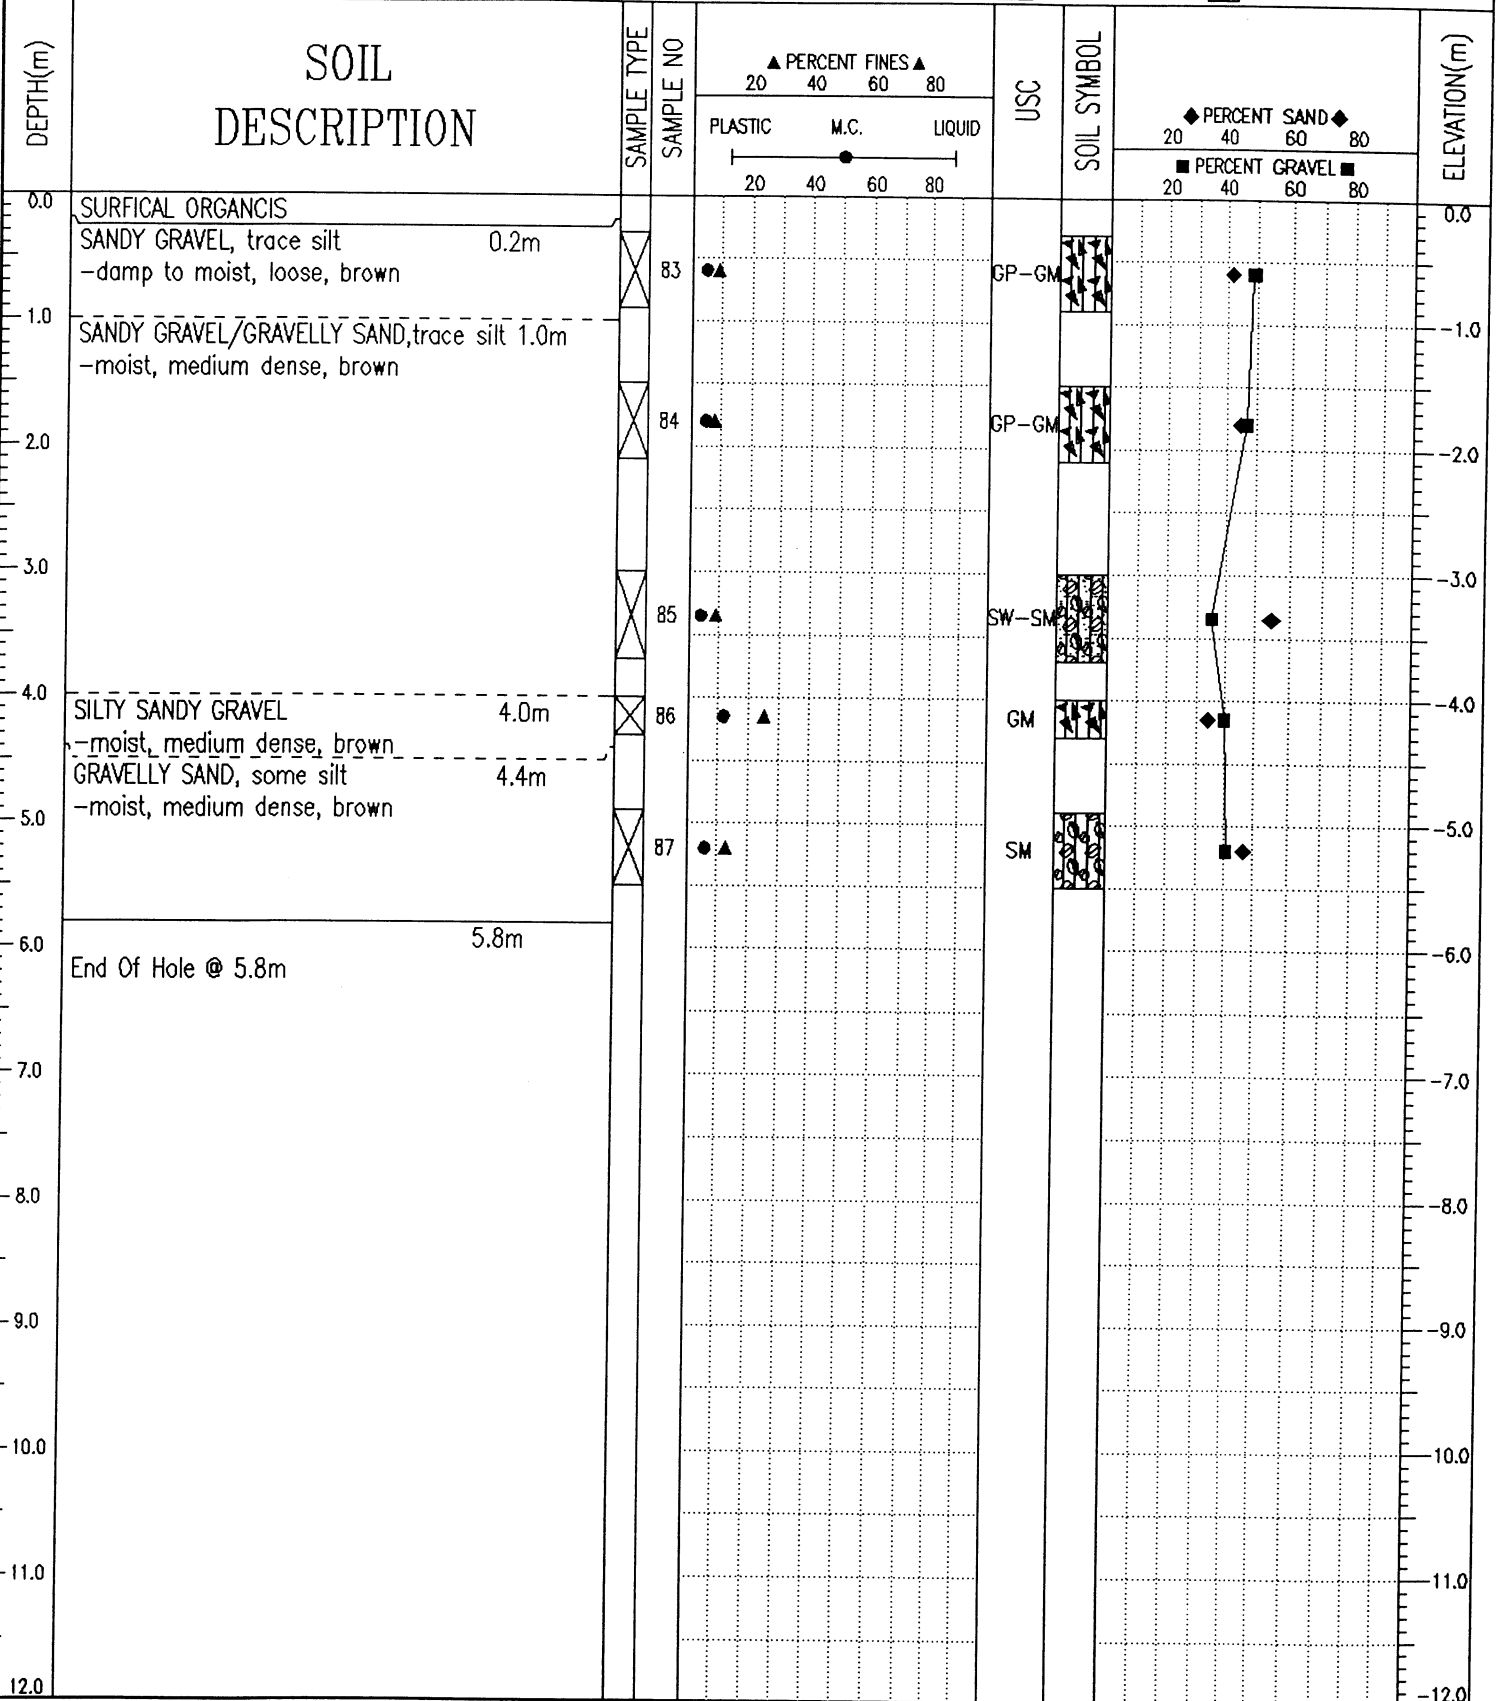 DEPTH(m)
SOIL
DESCRIPTION
SAMPLE TYPE
SAMPLE NO
▲ PERCENT FINES ▲
20 40 60 80
PLASTIC M.C. LIQUID
20 40 60 80
USC
SOIL SYMBOL
◆ PERCENT SAND ◆
20 40 60 80
■ PERCENT GRAVEL ■
20 40 60 80
ELEVATION(m)
0.0
SURFICAL ORGANCIS
0.0
SANDY GRAVEL, trace silt 0.2m
-damp to moist, loose, brown
83
GP-GM
1.0
SANDY GRAVEL/GRAVELLY SAND,trace silt 1.0m
-1.0
-moist, medium dense, brown
84
GP-GM
2.0
-2.0
3.0
-3.0
85
SW-SM
4.0
-4.0
SILTY SANDY GRAVEL 4.0m
86
GM
-moist, medium dense, brown
GRAVELLY SAND, some silt 4.4m
-moist, medium dense, brown
5.0
-5.0
87
SM
5.8m
6.0
-6.0
End Of Hole @ 5.8m
7.0
-7.0
8.0
-8.0
9.0
-9.0
10.0
-10.0
11.0
-11.0
12.0
-12.0